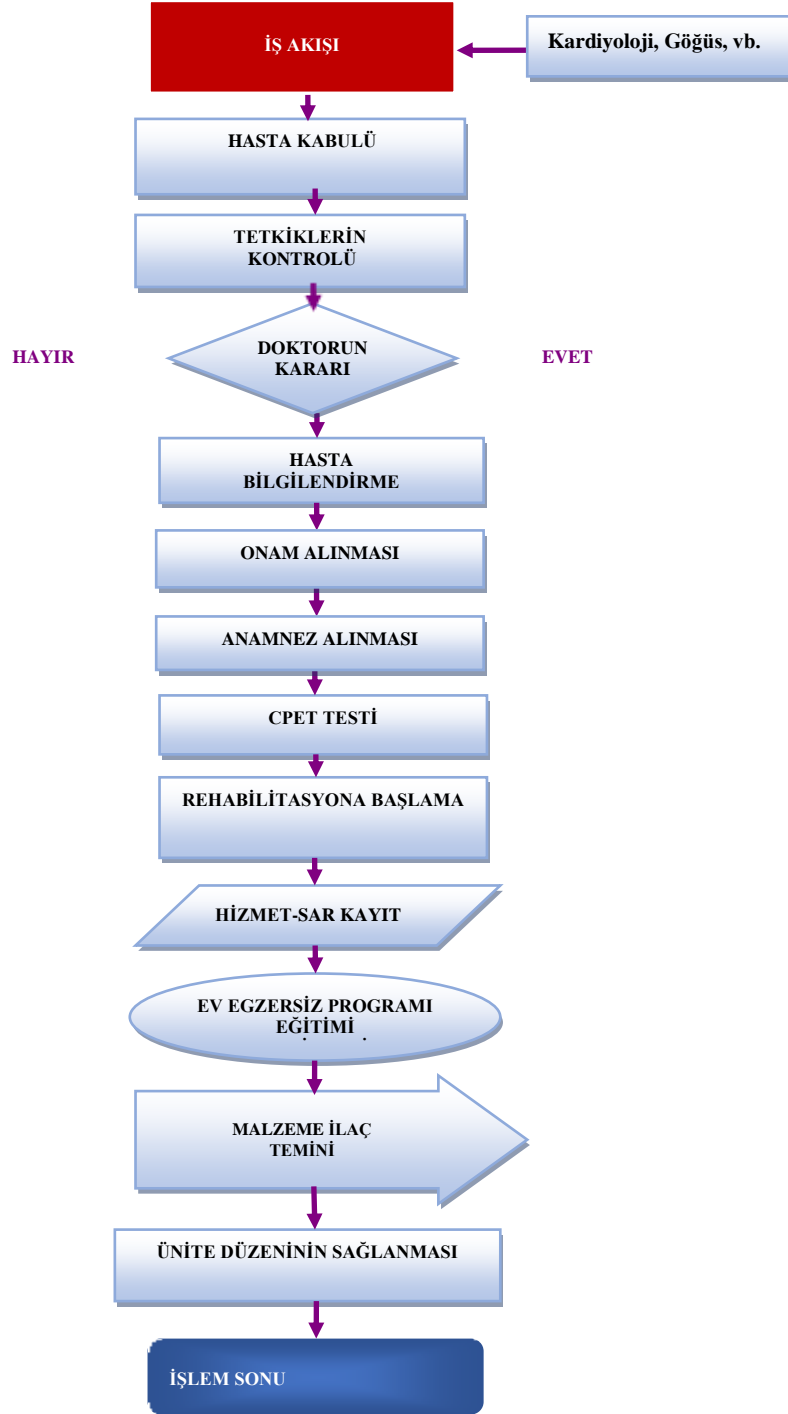 İŞ AKIŞI
Kardiyoloji, Göğüs, vb.
HASTA KABULÜ
TETKİKLERİN
KONTROLÜ
HAYIR
DOKTORUN
KARARI
EVET
HASTA
BİLGİLENDİRME
ONAM ALINMASI
ANAMNEZ ALINMASI
CPET TESTİ
REHABİLITASYONA BAŞLAMA
HİZMET-SAR KAYIT
EV EGZERSİZ PROGRAMI
EĞİTİMİ
MALZEME İLAÇ
TEMİNİ
ÜNİTE DÜZENİNİN SAĞLANMASI
İŞLEM SONU